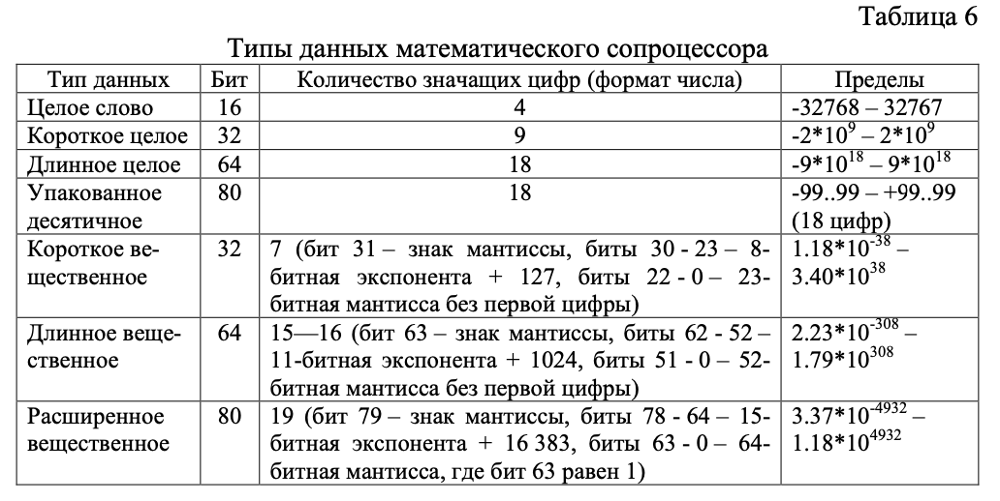 Таблица 6
Типы данных математического сопроцессора
Тип данных Бит Количество значащих цифр (формат числа) Пределы
Целое слово 16 4 -32768 – 32767
Короткое целое 32 9 -2*10^9 – 2*10^9
Длинное целое 64 18 -9*10^18 – 9*10^18
Упакованное 80 18 -99..99 – +99..99
десятичное (18 цифр)
Короткое ве- 32 7 (бит 31 – знак мантиссы, биты 30 - 23 – 8- 1.18*10^-38 –
щественное битная экспонента + 127, биты 22 - 0 – 23- 3.40*10^38
битная мантисса без первой цифры)
Длинное веще- 64 15—16 (бит 63 – знак мантиссы, биты 62 - 52 – 2.23*10^-308 –
ственное 11-битная экспонента + 1024, биты 51 - 0 – 52- 1.79*10^308
битная мантисса без первой цифры)
Расширенное 80 19 (бит 79 – знак мантиссы, биты 78 - 64 – 15- 3.37*10^-4932 –
вещественное битная экспонента + 16 383, биты 63 - 0 – 64- 1.18*10^4932
битная мантисса, где бит 63 равен 1)